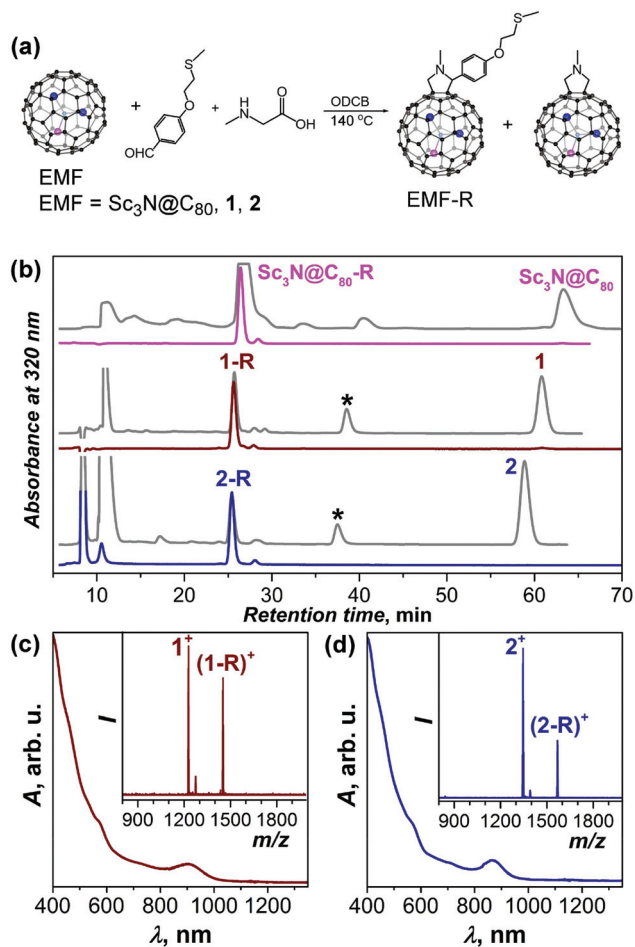 (a)
S
O
CHO
H
N
O
OH
ODCB
140 °C
N
O
S
N
+
+
+
EMF
EMF = Sc₃N@C₈₀, 1, 2
EMF-R
(b)
Absorbance at 320 nm
Sc₃N@C₈₀-R
Sc₃N@C₈₀
1-R
*
1
2-R
*
2
10 20 30 40 50 60 70
Retention time, min
(c)
A, arb. u.
I
1⁺
(1-R)⁺
900 1200 1500 1800
m/z
400 600 800 1000 1200
λ, nm
(d)
A, arb. u.
I
2⁺
(2-R)⁺
900 1200 1500 1800
m/z
400 600 800 1000 1200
λ, nm